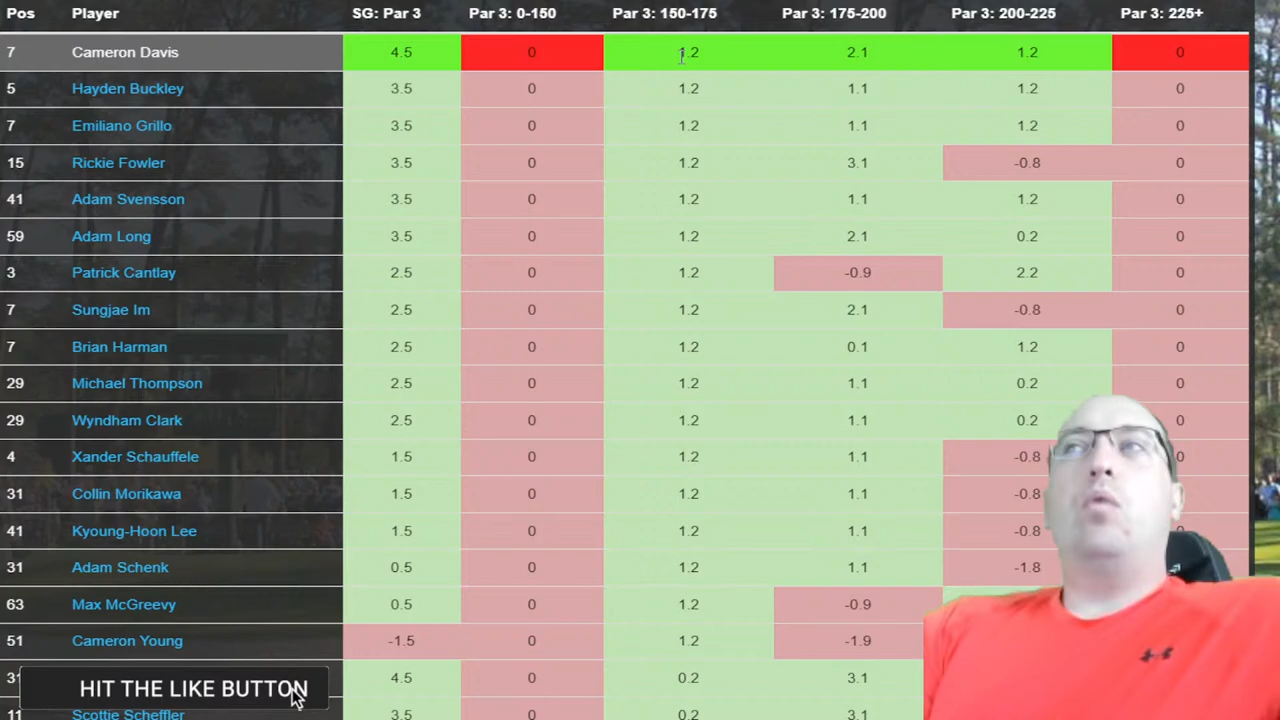 Pos Player SG: Par 3 Par 3: 0-150 Par 3: 150-175 Par 3: 175-200 Par 3: 200-225 Par 3: 225+
7 Cameron Davis 4.5 0 1.2 2.1 1.2 0
5 Hayden Buckley 3.5 0 1.2 1.1 1.2 0
7 Emiliano Grillo 3.5 0 1.2 1.1 1.2 0
15 Rickie Fowler 3.5 0 1.2 3.1 -0.8 0
41 Adam Svensson 3.5 0 1.2 1.1 1.2 0
59 Adam Long 3.5 0 1.2 2.1 0.2 0
3 Patrick Cantlay 2.5 0 1.2 -0.9 2.2 0
7 Sungjae Im 2.5 0 1.2 2.1 -0.8 0
7 Brian Harman 2.5 0 1.2 0.1 1.2 0
29 Michael Thompson 2.5 0 1.2 1.1 0.2 0
29 Wyndham Clark 2.5 0 1.2 1.1 0.2 0
4 Xander Schauffele 1.5 0 1.2 1.1 -0.8 0
31 Collin Morikawa 1.5 0 1.2 1.1 -0.8 0
41 Kyoung-Hoon Lee 1.5 0 1.2 1.1 -0.8
31 Adam Schenk 0.5 0 1.2 1.1 -1.8
63 Max McGreevy 0.5 0 1.2 -0.9
51 Cameron Young -1.5 0 1.2 -1.9
HIT THE LIKE BUTTON 4.5 0 0.2 3.1
11 Scottie Scheffler 3.5 0 0.2 3.1